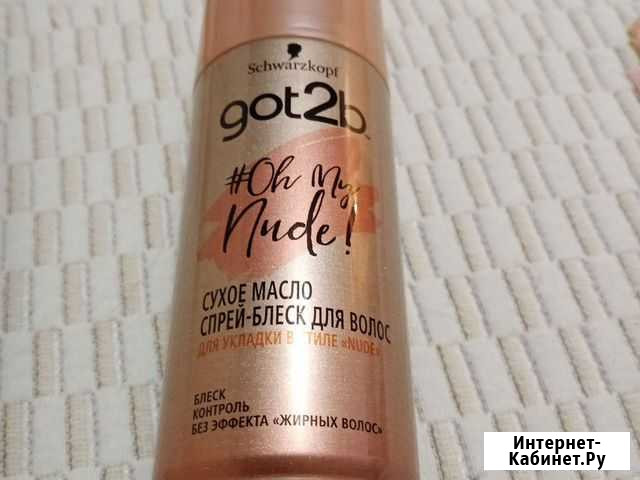 Schwarzkopf
got2b
#Oh My
Nude!
СУХОЕ МАСЛО
СПРЕЙ-БЛЕСК ДЛЯ ВОЛОС
ДЛЯ УКЛАДКИ В СТИЛЕ «NUDE»
БЛЕСК
КОНТРОЛЬ
БЕЗ ЭФФЕКТА «ЖИРНЫХ ВОЛОС»
Интернет-
Кабинет.Ру